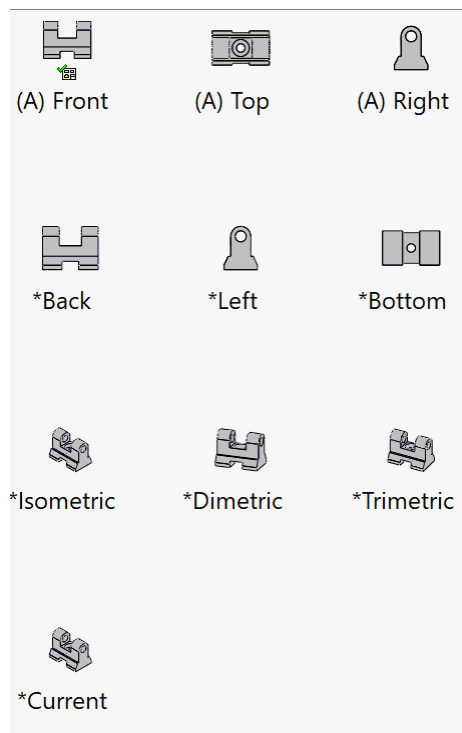 (A) Front
(A) Top
(A) Right
*Back
*Left
*Bottom
*Isometric
*Dimetric
*Trimetric
*Current